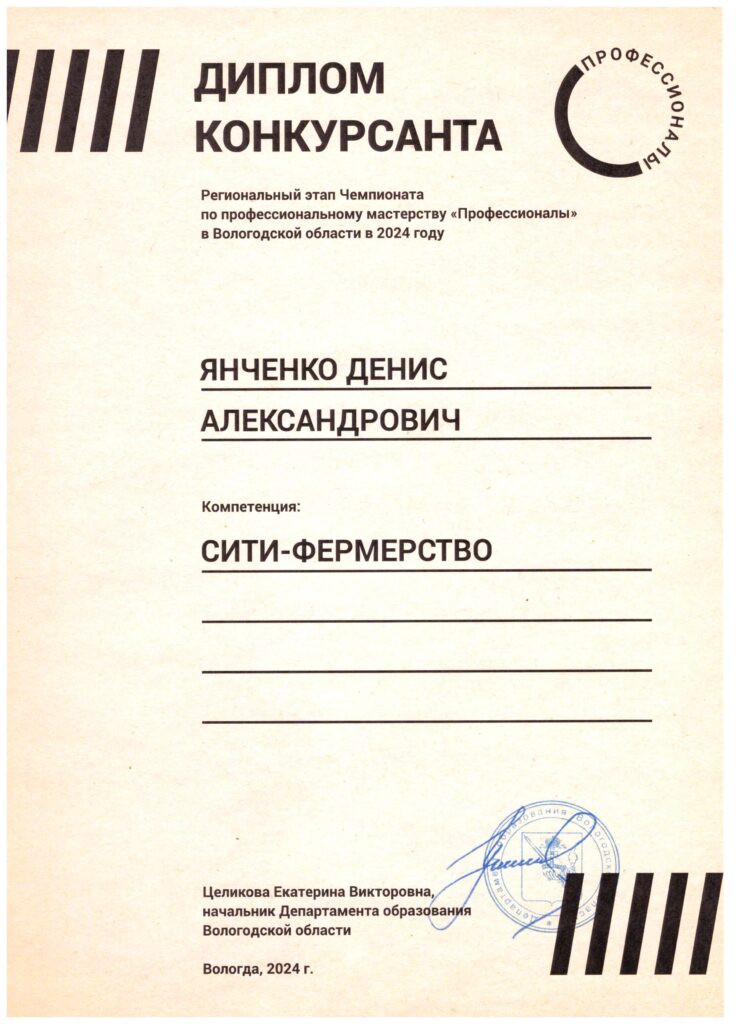 ДИПЛОМ
КОНКУРСАНТА
ПРОФЕССИОНАЛЫ
Региональный этап Чемпионата
по профессиональному мастерству «Профессионалы»
в Вологодской области в 2024 году
ЯНЧЕНКО ДЕНИС
АЛЕКСАНДРОВИЧ
Компетенция:
СИТИ-ФЕРМЕРСТВО
Целикова Екатерина Викторовна,
начальник Департамента образования
Вологодской области
Вологда, 2024 г.